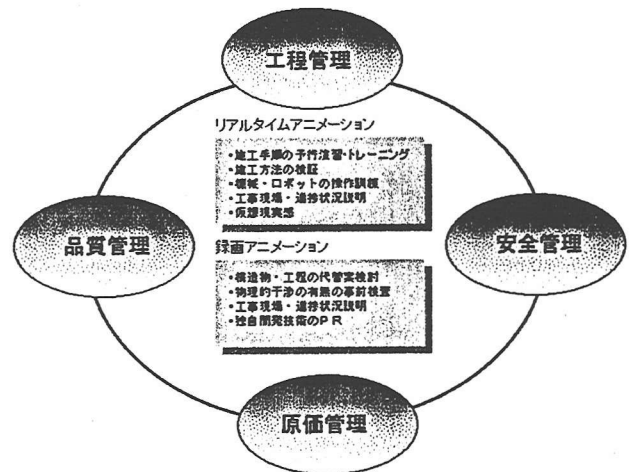 工程管理
リアルタイムアニメーション
・施工手順の予行演習・トレーニング
・施工方法の検証
・機械・ロボットの操作訓練
・工事現場・進捗状況説明
・仮想現実感
品質管理
安全管理
録画アニメーション
・構造物・工程の代替案検討
・物理的干渉の有無の事前検査
・工事現場・進捗状況説明
・独自開発技術のPR
原価管理